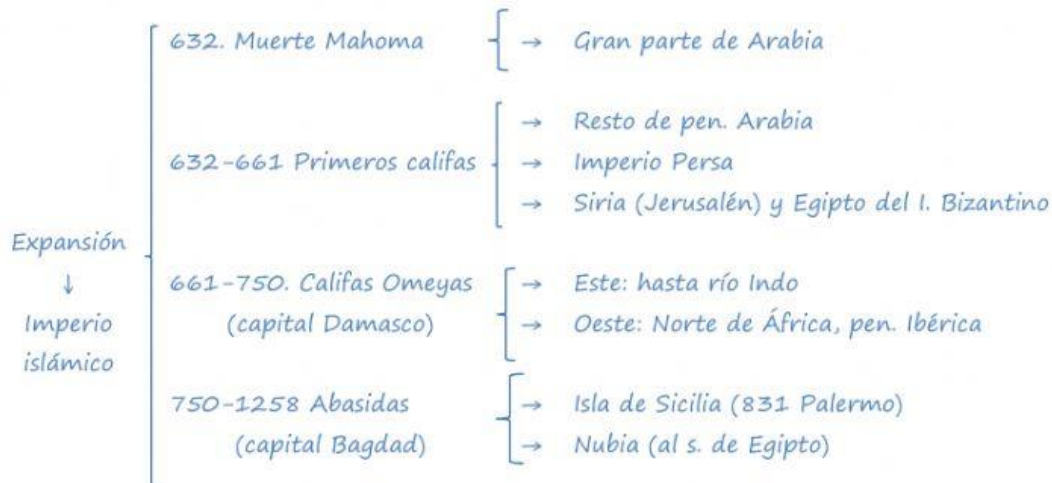 Expansión
↓
Imperio
islámico
632. Muerte Mahoma
→ Gran parte de Arabia
632-661 Primeros califas
→ Resto de pen. Arabia
→ Imperio Persa
→ Siria (Jerusalén) y Egipto del I. Bizantino
661-750. Califas Omeyas
(capital Damasco)
→ Este: hasta río Indo
→ Oeste: Norte de África, pen. Ibérica
750-1258 Abasidas
(capital Bagdad)
→ Isla de Sicilia (831 Palermo)
→ Nubia (al s. de Egipto)